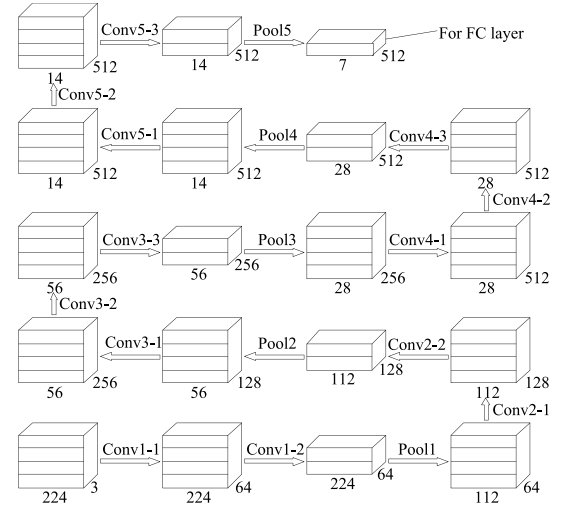 Conv5-3 Pool5 For FC layer
14 512 14 512 7 512
Conv5-2
Conv5-1 Pool4 Conv4-3
14 512 14 512 28 512 28 512
Conv4-2
Conv3-3 Pool3 Conv4-1
56 256 56 256 28 256 28 512
Conv3-2
Conv3-1 Pool2 Conv2-2
56 256 56 128 112 128 112 128
Conv2-1
Conv1-1 Conv1-2 Pool1
224 3 224 64 224 64 112 64